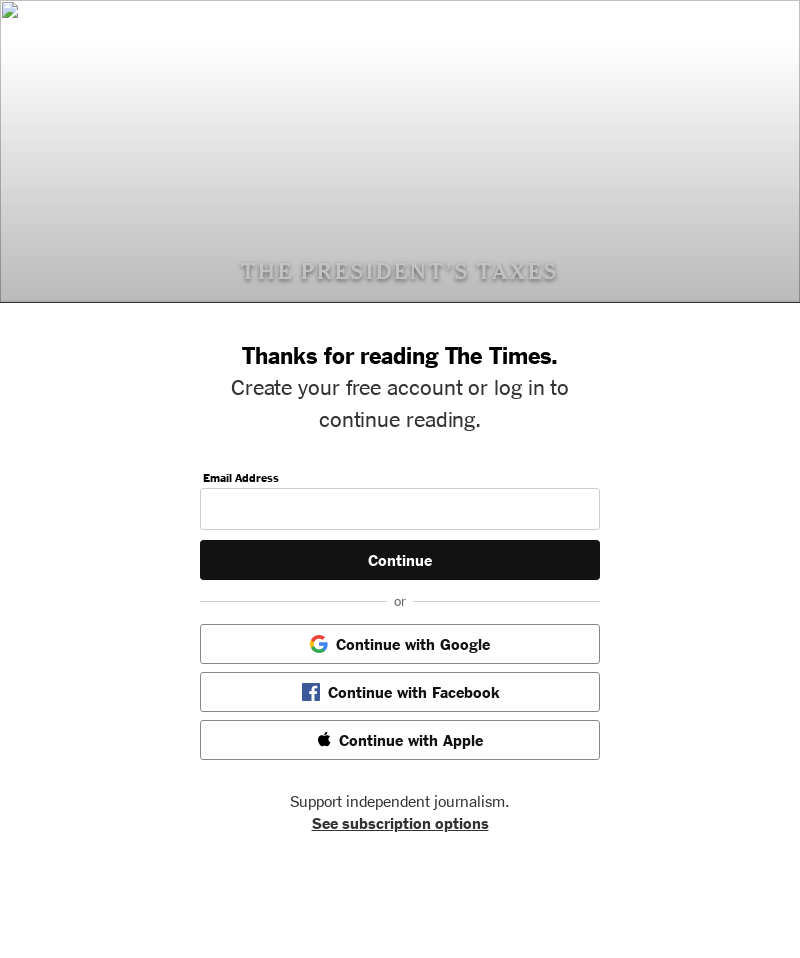 THE PRESIDENT'S TAXES
Thanks for reading The Times.
Create your free account or log in to
continue reading.
Email Address
Continue
or
Continue with Google
Continue with Facebook
Continue with Apple
Support independent journalism.
See subscription options